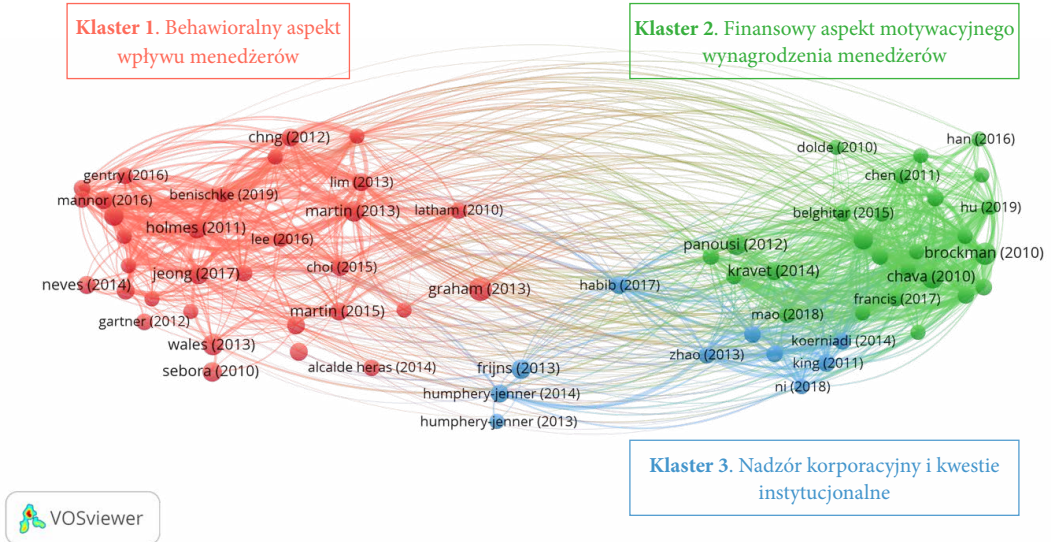 Klaster 1. Behawioralny aspekt
wpływu menedżerów
Klaster 2. Finansowy aspekt motywacyjnego
wynagrodzenia menedżerów
chng (2012)
gentry (2016)
lim (2013)
benischke (2019)
mannor (2016)
martin (2013)
latham (2010)
holmes (2011)
lee (2016)
choi (2015)
jeong (2017)
neves (2014)
graham (2013)
martin (2015)
gartner (2012)
wales (2013)
sebora (2010)
alcalde heras (2014)
han (2016)
dolde (2010)
chen (2011)
hu (2019)
belghitar (2015)
panousi (2012)
brockman (2010)
kravet (2014)
chava (2010)
habib (2017)
francis (2017)
mao (2018)
koerniadi (2014)
zhao (2013)
king (2011)
ni (2018)
frijns (2013)
humphery-jenner (2014)
humphery-jenner (2013)
Klaster 3. Nadzór korporacyjny i kwestie
instytucjonalne
VOSviewer